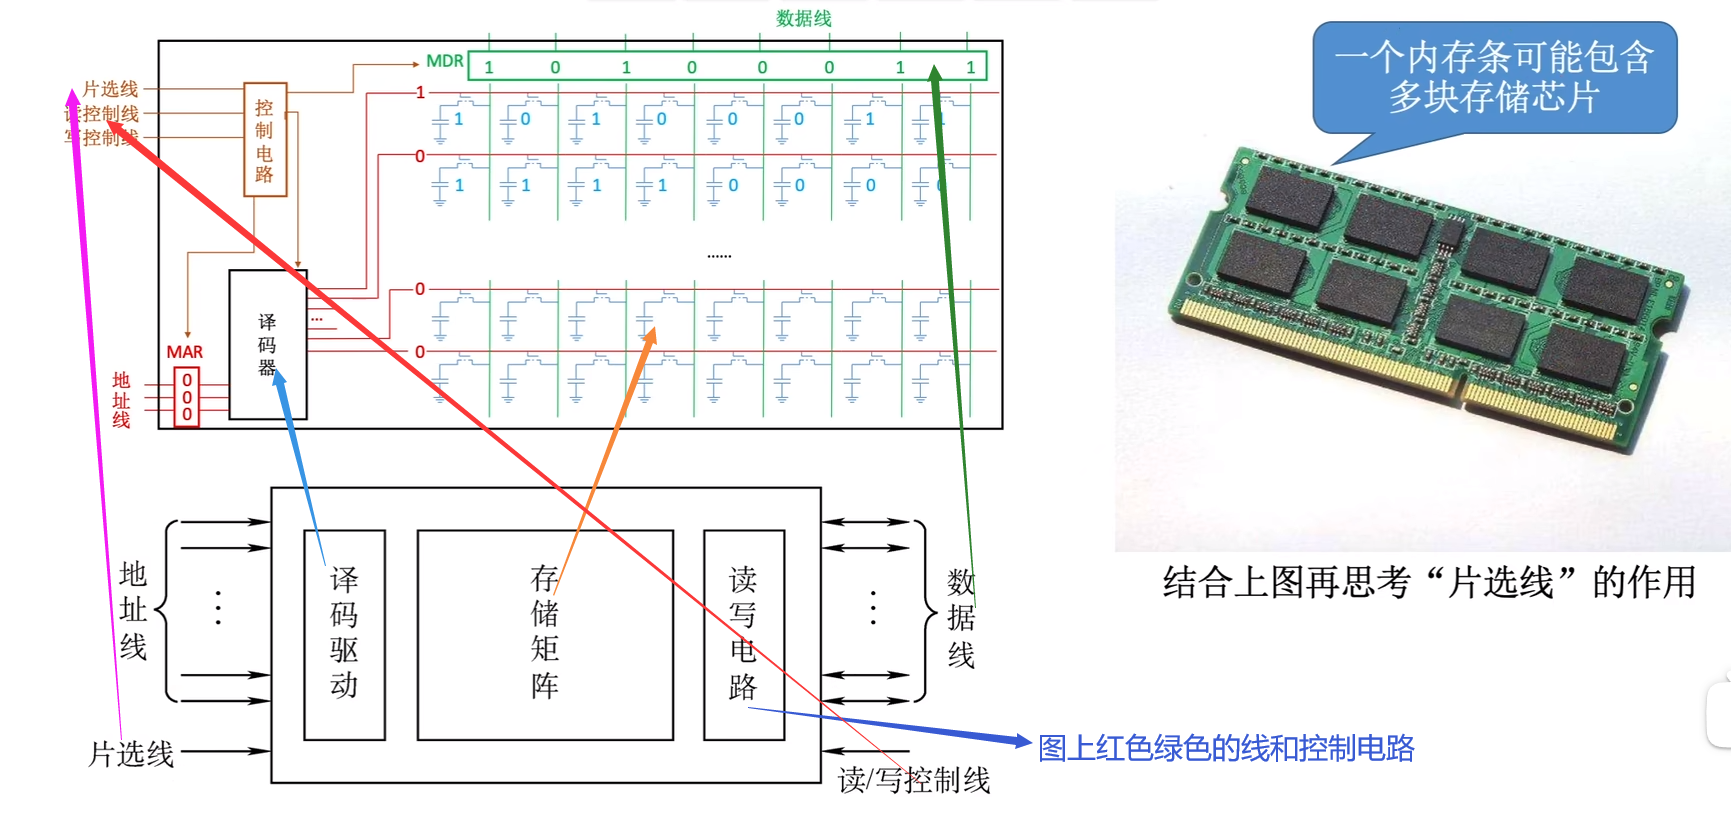 数据线
MDR
1 0 1 0 0 0 1 1
片选线
读控制线
写控制线
控制电路
1
1 0 1 0 0 0 1 1
0
1 1 1 1 0 0 0 0
......
0
0
...
译码器
MAR
地址线
0
0
0
一个内存条可能包含
多块存储芯片
结合上图再思考“片选线”的作用
地址线
译码驱动
存储矩阵
读写电路
数据线
片选线
读/写控制线
图上红色绿色的线和控制电路